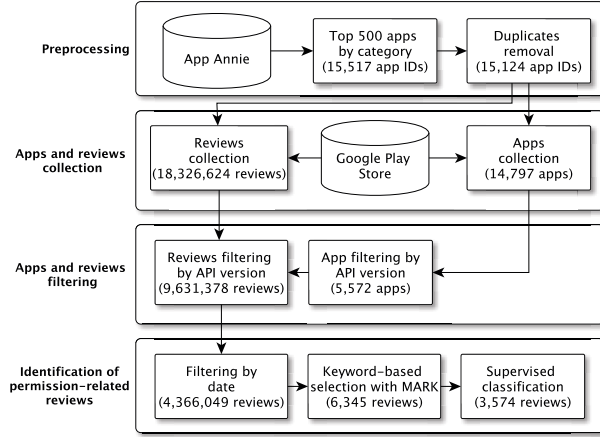 Preprocessing
App Annie
Top 500 apps
by category
(15,517 app IDs)
Duplicates
removal
(15,124 app IDs)
Apps and reviews
collection
Reviews
collection
(18,326,624 reviews)
Google Play
Store
Apps
collection
(14,797 apps)
Apps and reviews
filtering
Reviews filtering
by API version
(9,631,378 reviews)
App filtering by
API version
(5,572 apps)
Identification of
permission-related
reviews
Filtering by
date
(4,366,049 reviews)
Keyword-based
selection with MARK
(6,345 reviews)
Supervised
classification
(3,574 reviews)